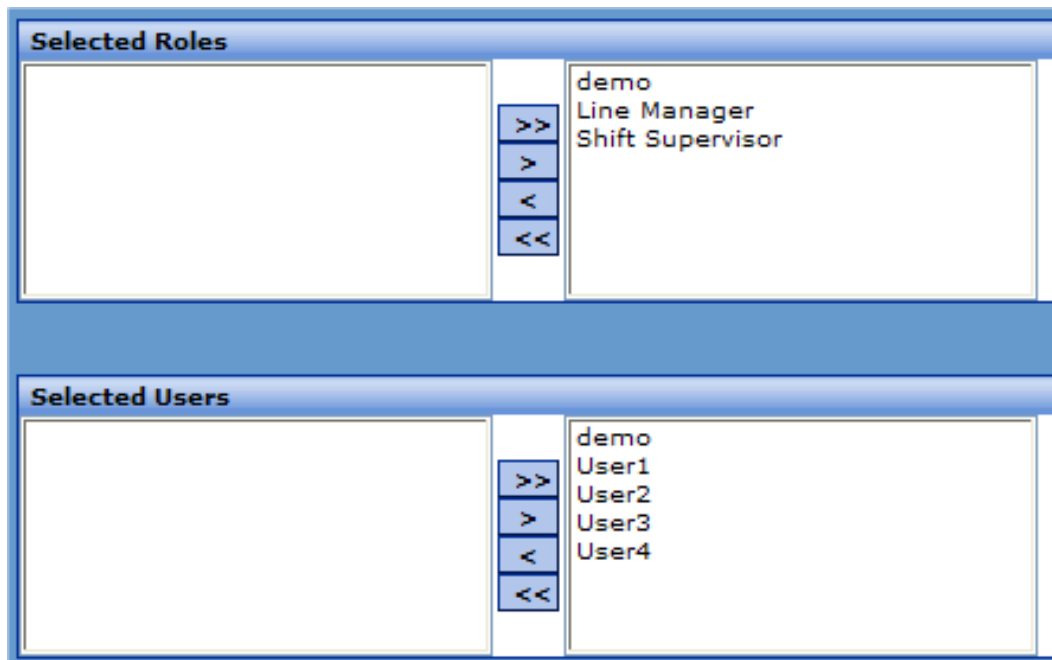 Selected Roles
demo
Line Manager
Shift Supervisor
>>
>
<
<<
Selected Users
demo
User1
User2
User3
User4
>>
>
<
<<